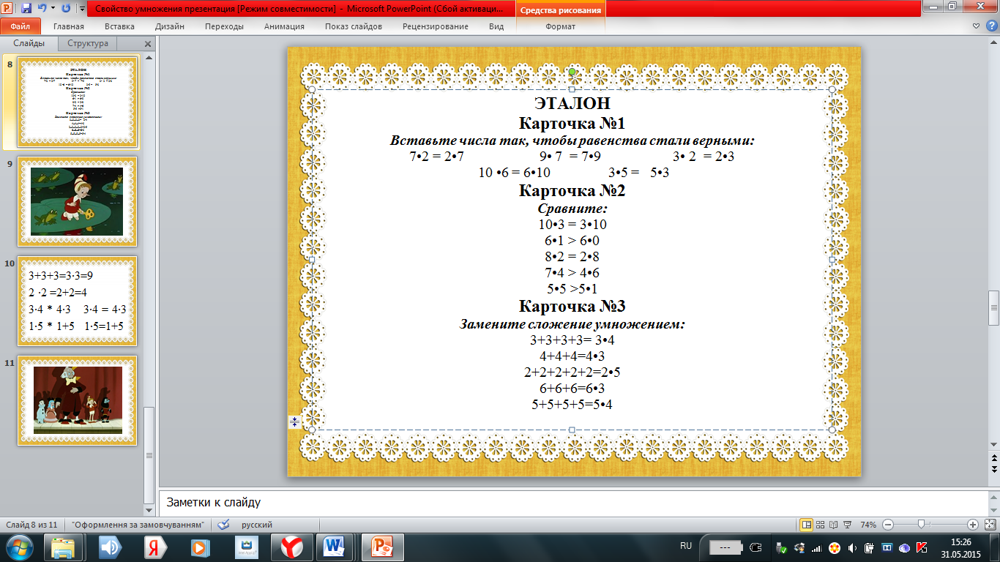 Свойство умножения презентация [Режим совместимости] - Microsoft PowerPoint (Сбой активаци...
Средства рисования
Файл Главная Вставка Дизайн Переходы Анимация Показ слайдов Рецензирование Вид Формат
Слайды Структура
8
ЭТАЛОН
Карточка №1
Вставьте числа так, чтобы равенства стали верными:
7•2 = 2•7 9• 7 = 7•9 3• 2 = 2•3
10 •6 = 6•10 3•5 = 5•3
Карточка №2
Сравните:
10•3 = 3•10
6•1 > 6•0
8•2 = 2•8
7•4 > 4•6
5•5 >5•1
Карточка №3
Замените сложение умножением:
3+3+3+3= 3•4
4+4+4=4•3
2+2+2+2+2=2•5
6+6+6=6•3
5+5+5+5=5•4
9
10
3+3+3=3·3=9
2 ·2 =2+2=4
3·4 * 4·3 3·4 = 4·3
1·5 * 1+5 1·5=1+5
11
Заметки к слайду
Слайд 8 из 11 "Оформлення за замовчуванням" русский 74%
RU 15:26
31.05.2015